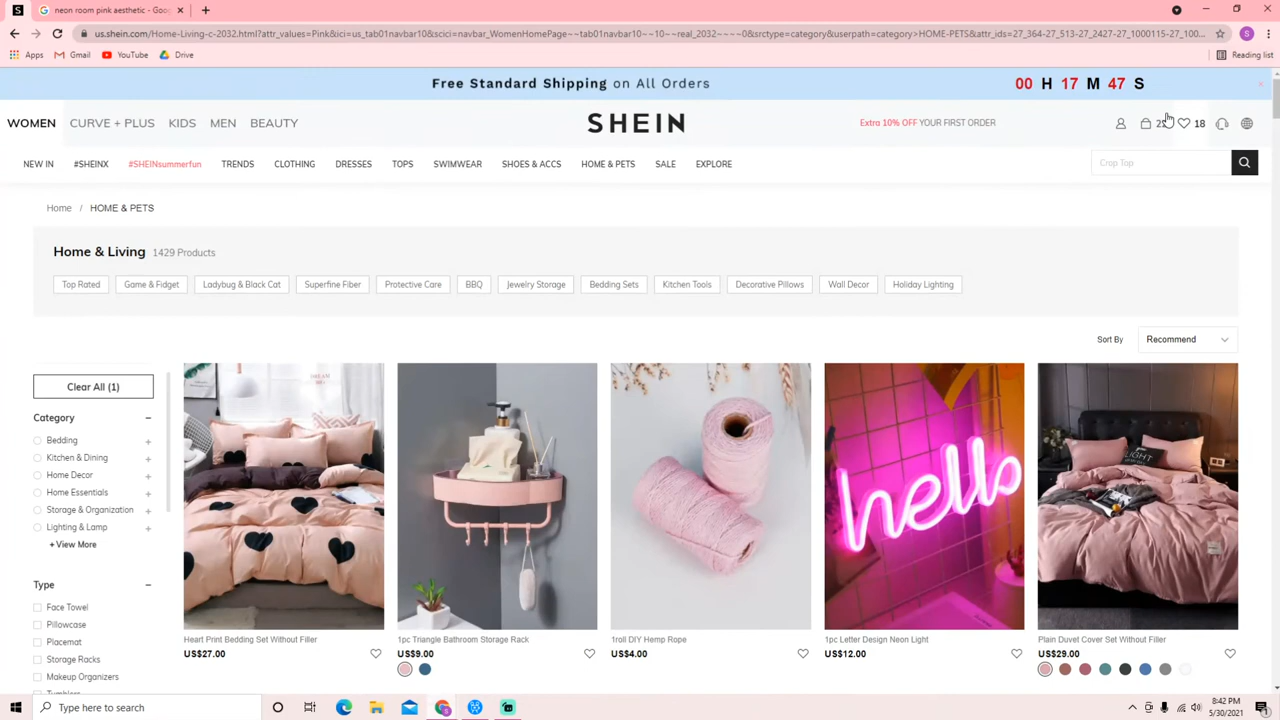 S
neon room pink aesthetic - Goo
us.shein.com/Home-Living-c-2032.html?attr_values=Pink&ici=us_tab01navbar10&scici=navbar_WomenHomePage~~tab01navbar10~~10~~real_2032~~~~0&srctype=category&userpath=category>HOME-PETS&attr_ids=27_364-27_513-27_2427-27_1000115-27_100...
S
Apps
Gmail
YouTube
Drive
Reading list
Free Standard Shipping on All Orders
00 H 17 M 47 S
WOMEN
CURVE + PLUS
KIDS
MEN
BEAUTY
SHEIN
Extra 10% OFF YOUR FIRST ORDER
18
NEW IN
#SHEINX
#SHEINsummerfun
TRENDS
CLOTHING
DRESSES
TOPS
SWIMWEAR
SHOES & ACCS
HOME & PETS
SALE
EXPLORE
Crop Top
Home / HOME & PETS
Home & Living 1429 Products
Top Rated
Game & Fidget
Ladybug & Black Cat
Superfine Fiber
Protective Care
BBQ
Jewelry Storage
Bedding Sets
Kitchen Tools
Decorative Pillows
Wall Decor
Holiday Lighting
Sort By
Recommend
Clear All (1)
Category
Bedding
Kitchen & Dining
Home Decor
Home Essentials
Storage & Organization
Lighting & Lamp
+ View More
Type
Face Towel
Pillowcase
Placemat
Storage Racks
Makeup Organizers
Tumblers
DREAM
LIGHT
hello
Heart Print Bedding Set Without Filler
US$27.00
1pc Triangle Bathroom Storage Rack
US$9.00
1roll DIY Hemp Rope
US$4.00
1pc Letter Design Neon Light
US$12.00
Plain Duvet Cover Set Without Filler
US$29.00
Type here to search
8:42 PM
5/30/2021